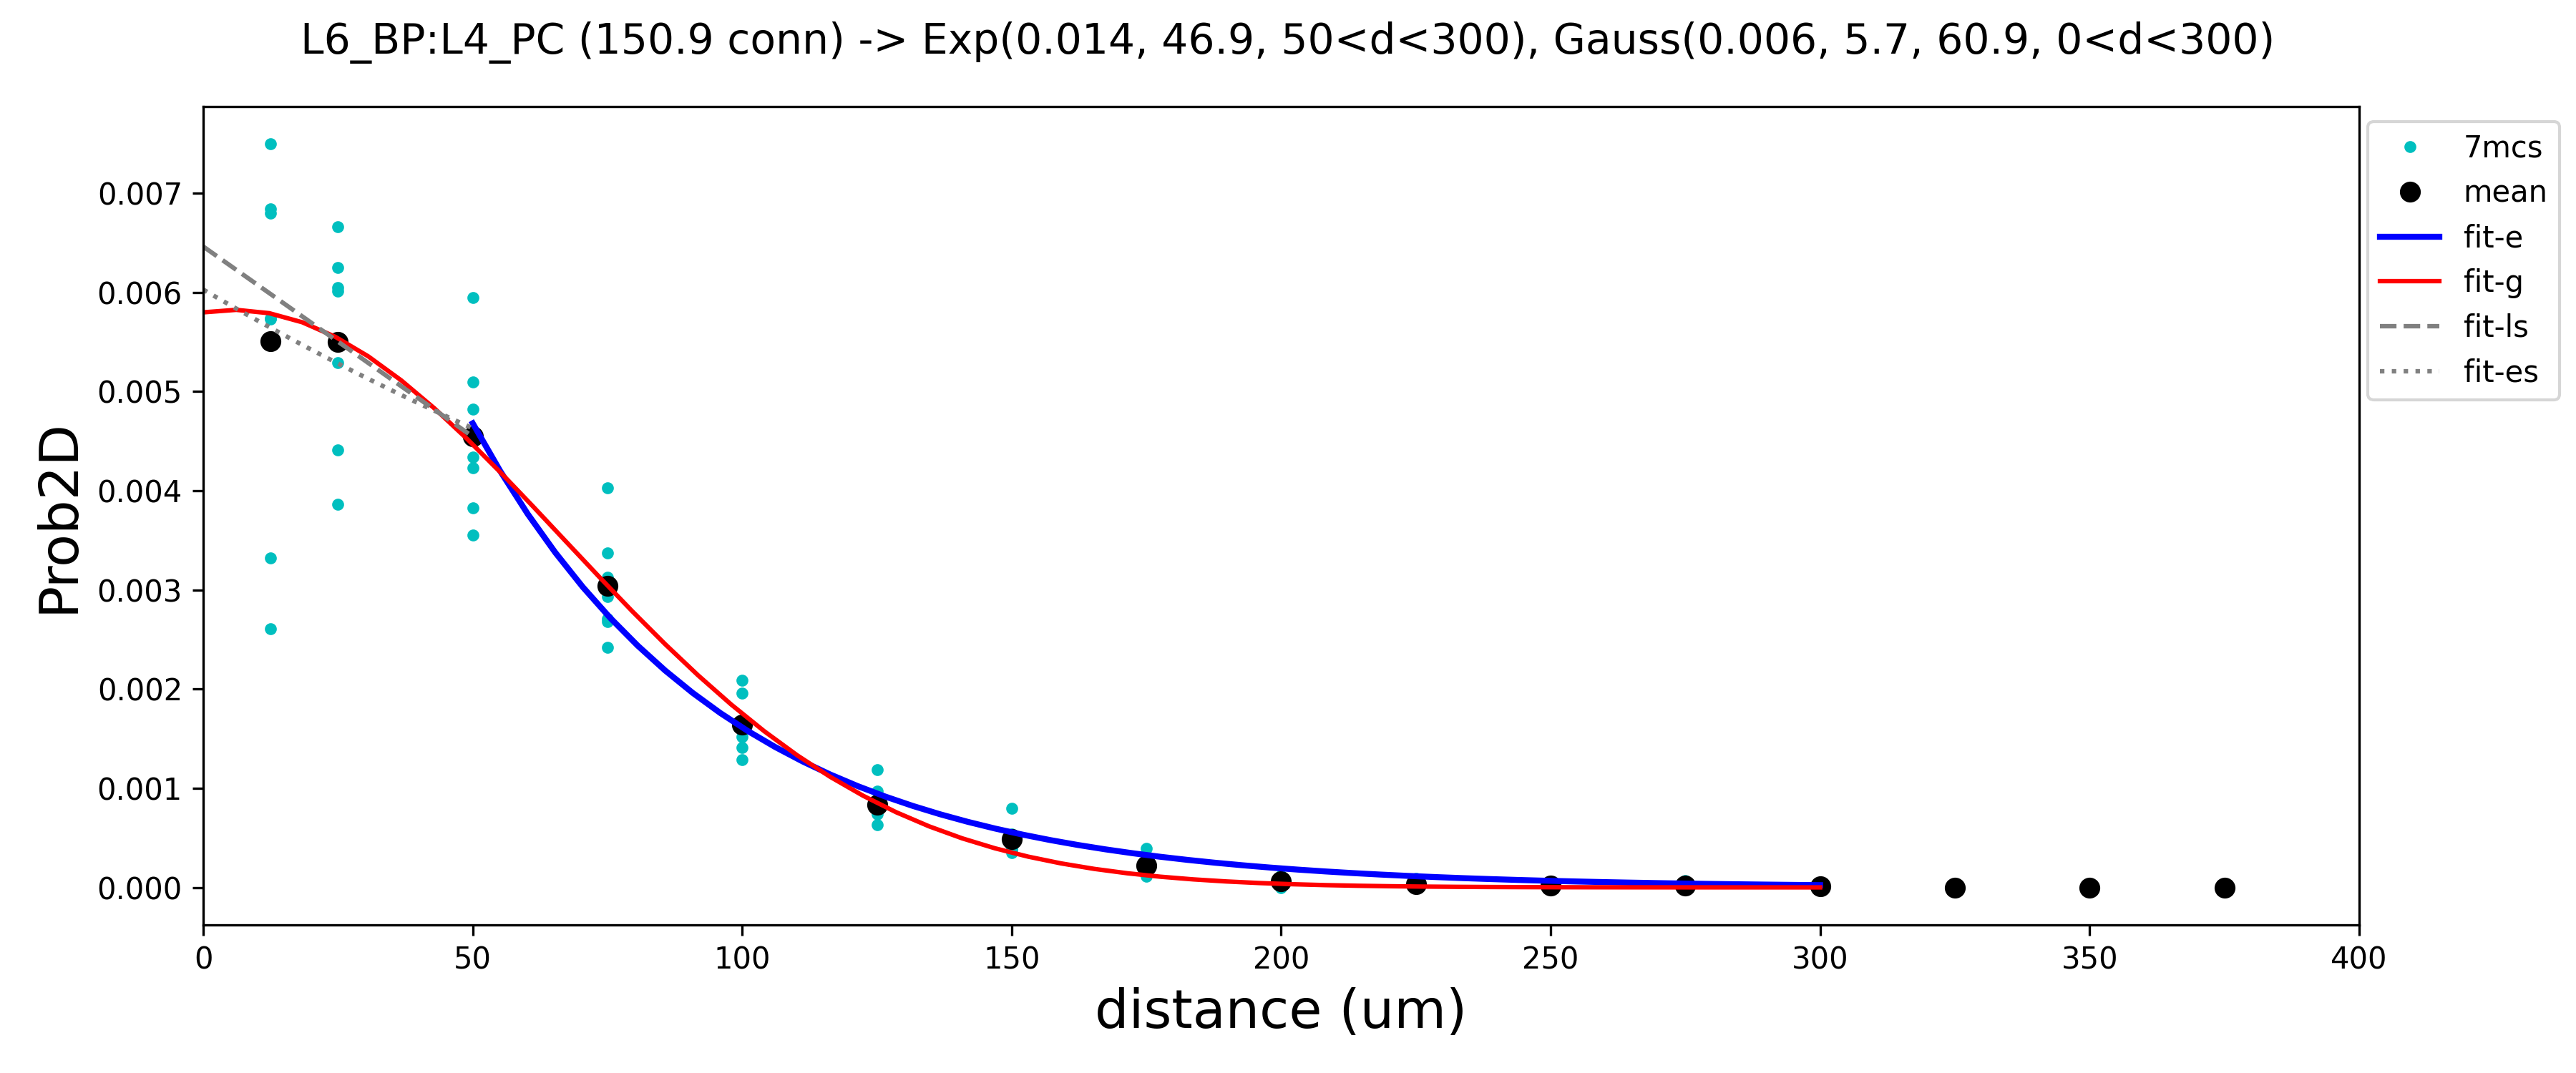 L6_BP:L4_PC (150.9 conn) -> Exp(0.014, 46.9, 50<d<300), Gauss(0.006, 5.7, 60.9, 0<d<300)
7mcs
mean
fit-e
fit-g
fit-ls
fit-es
Prob2D
0.007
0.006
0.005
0.004
0.003
0.002
0.001
0.000
0 50 100 150 200 250 300 350 400
distance (um)